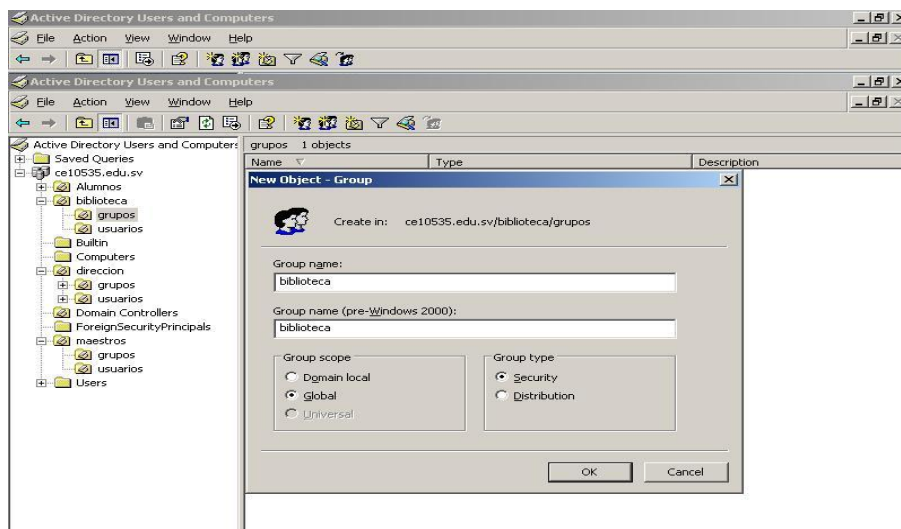 Active Directory Users and Computers
File Action View Window Help
Active Directory Users and Computers
File Action View Window Help
Active Directory Users and Computers
Saved Queries
ce10535.edu.sv
Alumnos
biblioteca
grupos
usuarios
Builtin
Computers
direccion
grupos
usuarios
Domain Controllers
ForeignSecurityPrincipals
maestros
grupos
usuarios
Users
grupos 1 objects
Name Type Description
New Object - Group
Create in: ce10535.edu.sv/biblioteca/grupos
Group name:
biblioteca
Group name (pre-Windows 2000):
biblioteca
Group scope
Domain local
Global
Universal
Group type
Security
Distribution
OK Cancel